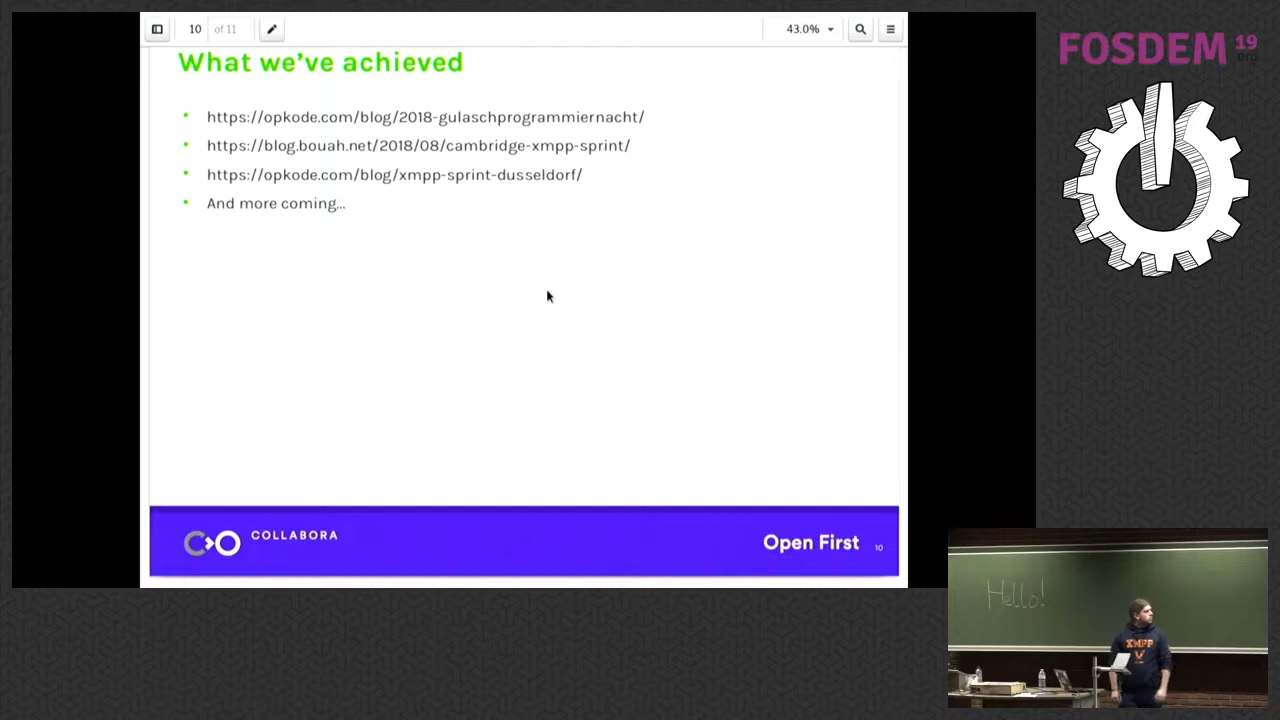 10 of 11
43.0%
What we've achieved
https://opkode.com/blog/2018-gulaschprogrammiernacht/
https://blog.bouah.net/2018/08/cambridge-xmpp-sprint/
https://opkode.com/blog/xmpp-sprint-dusseldorf/
And more coming...
COLLABORA
Open First
10
FOSDEM 19
.org
Hello!
XMPP